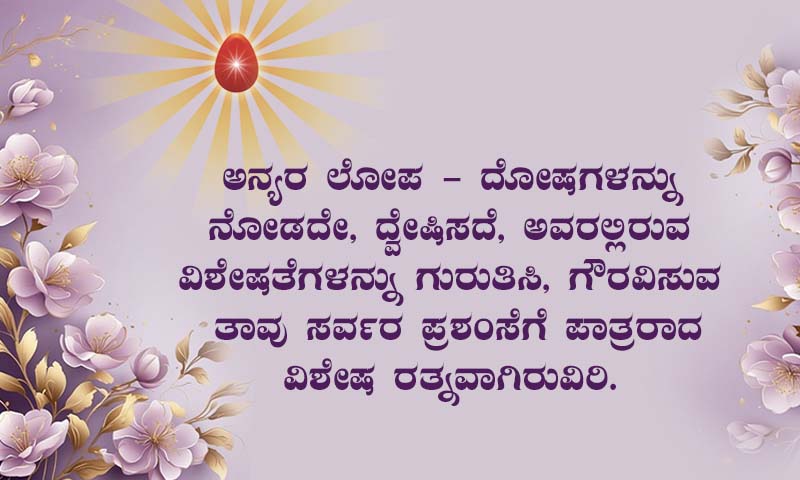 ಅನ್ಯರ ಲೋಪ – ದೋಷಗಳನ್ನು
ನೋಡದೇ, ದ್ವೇಷಿಸದೆ, ಅವರಲ್ಲಿರುವ
ವಿಶೇಷತೆಗಳನ್ನು ಗುರುತಿಸಿ, ಗೌರವಿಸುವ
ತಾವು ಸರ್ವರ ಪ್ರಶಂಸೆಗೆ ಪಾತ್ರರಾದ
ವಿಶೇಷ ರತ್ನವಾಗಿರುವಿರಿ.